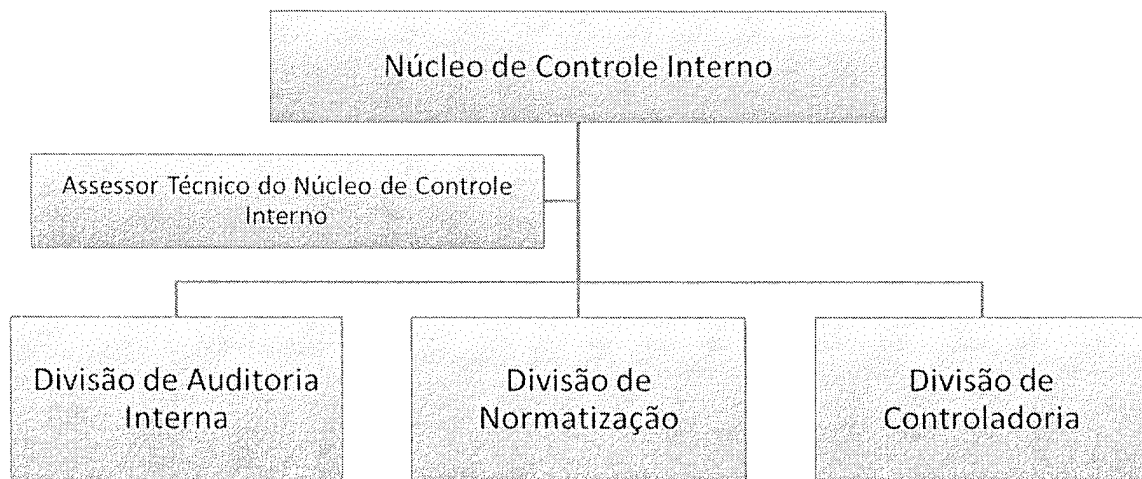 Núcleo de Controle Interno
Assessor Técnico do Núcleo de Controle
Interno
Divisão de Auditoria
Interna
Divisão de
Normatização
Divisão de
Controladoria